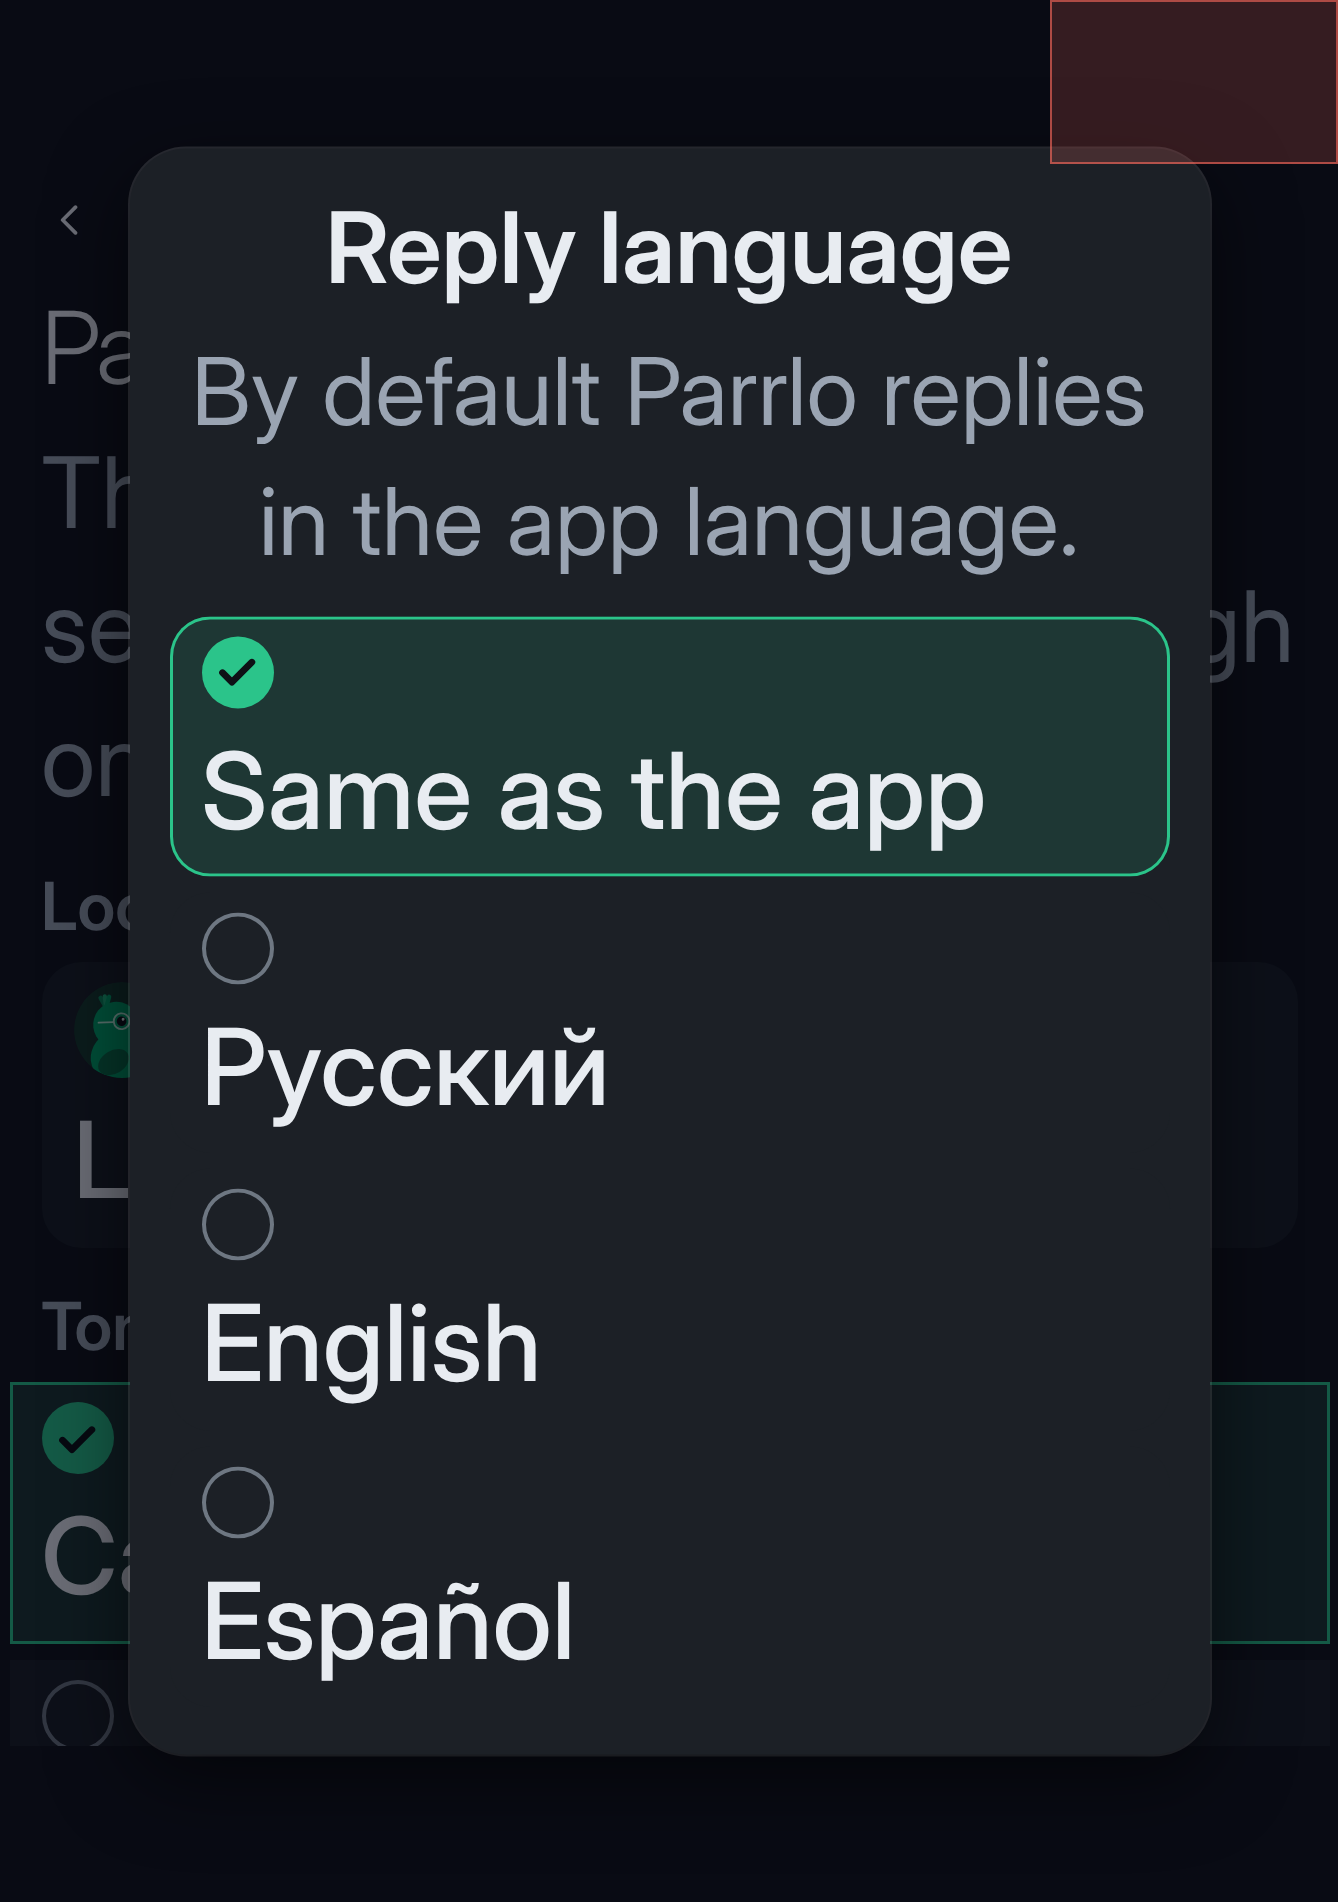 Reply language
By default Parrlo replies
in the app language.
Same as the app
Русский
English
Español